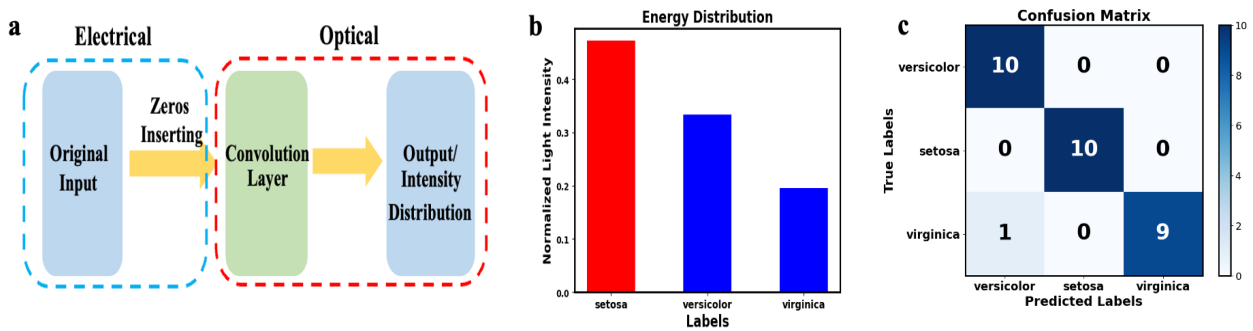 a
Electrical
Optical
Zeros
Inserting
Original
Input
Convolution
Layer
Output/
Intensity
Distribution
b
Energy Distribution
Normalized Light Intensity
0.4
0.3
0.2
0.1
0.0
setosa
versicolor
virginica
Labels
c
Confusion Matrix
True Labels
versicolor
10
0
0
setosa
0
10
0
virginica
1
0
9
versicolor
setosa
virginica
Predicted Labels
10
8
6
4
2
0